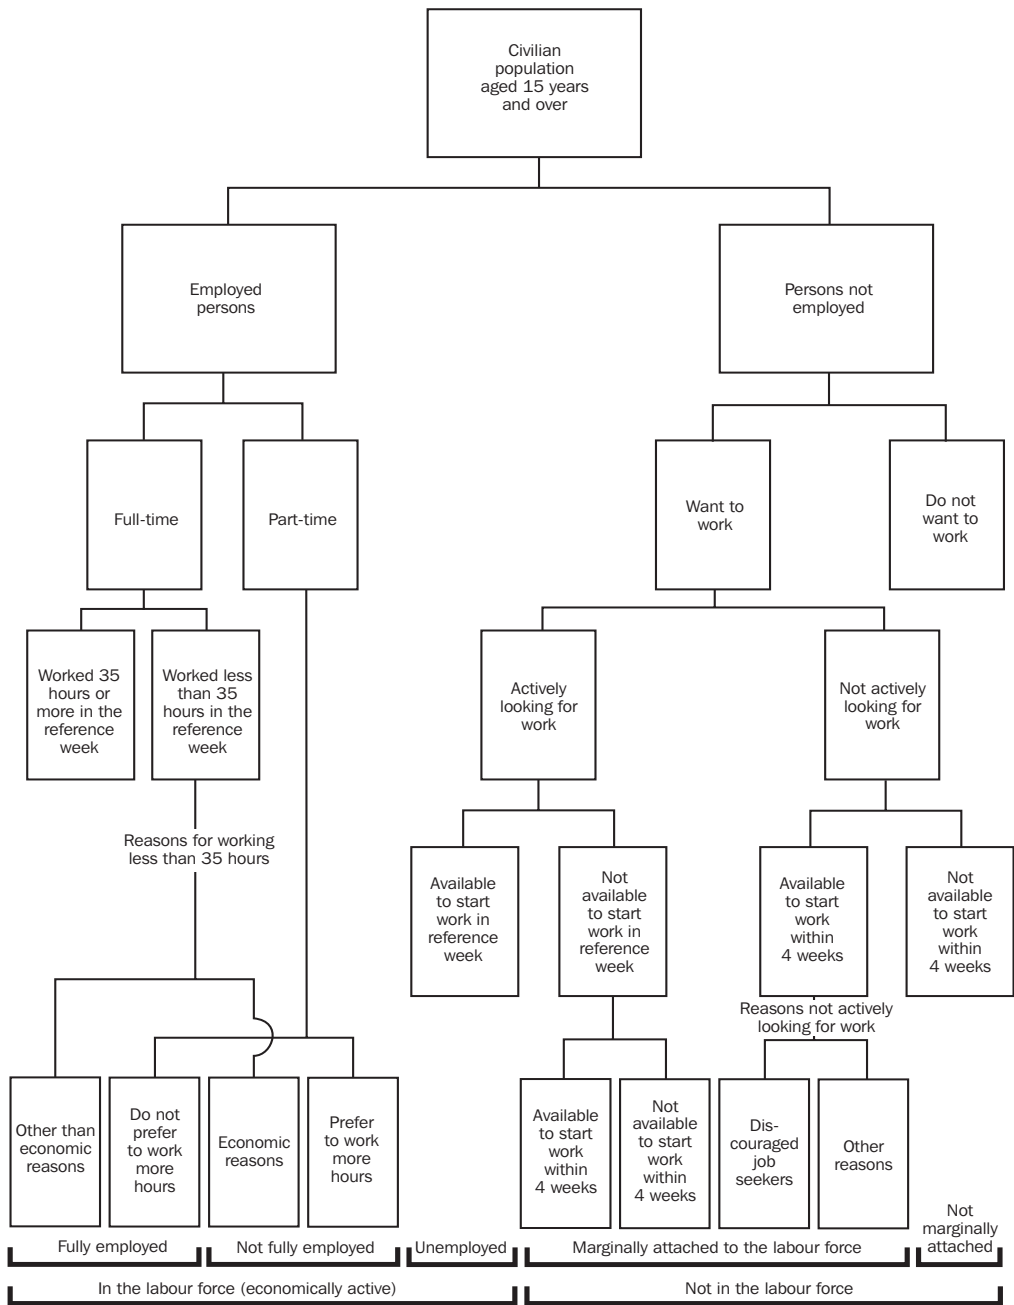 Civilian
population
aged 15 years
and over
Employed
persons
Persons not
employed
Full-time
Part-time
Want to
work
Do not
want to
work
Worked 35
hours or
more in the
reference
week
Worked less
than 35
hours in the
reference
week
Actively
looking for
work
Not actively
looking for
work
Reasons for working
less than 35 hours
Available
to start
work in
reference
week
Not
available
to start
work in
reference
week
Available
to start
work
within
4 weeks
Not
available
to start
work
within
4 weeks
Reasons not actively
looking for work
Other than
economic
reasons
Do not
prefer
to work
more
hours
Economic
reasons
Prefer
to work
more
hours
Available
to start
work
within
4 weeks
Not
available
to start
work
within
4 weeks
Dis-
couraged
job
seekers
Other
reasons
Fully employed
Not fully employed
Unemployed
Marginally attached to the labour force
Not
marginally
attached
In the labour force (economically active)
Not in the labour force